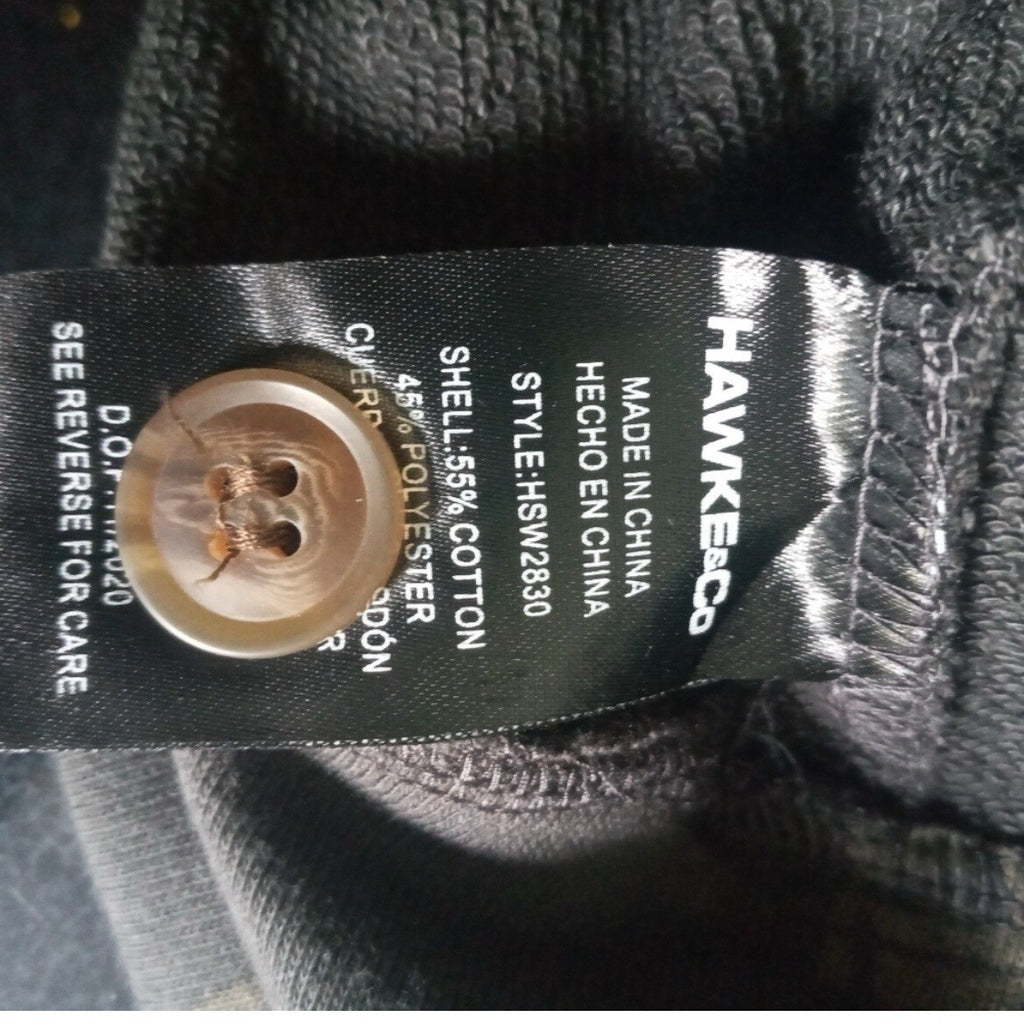 HAWKE&Co
MADE IN CHINA
HECHO EN CHINA
STYLE:HSW2830
SHELL:55% COTTON
45% POLYESTER
SEE REVERSE FOR CARE